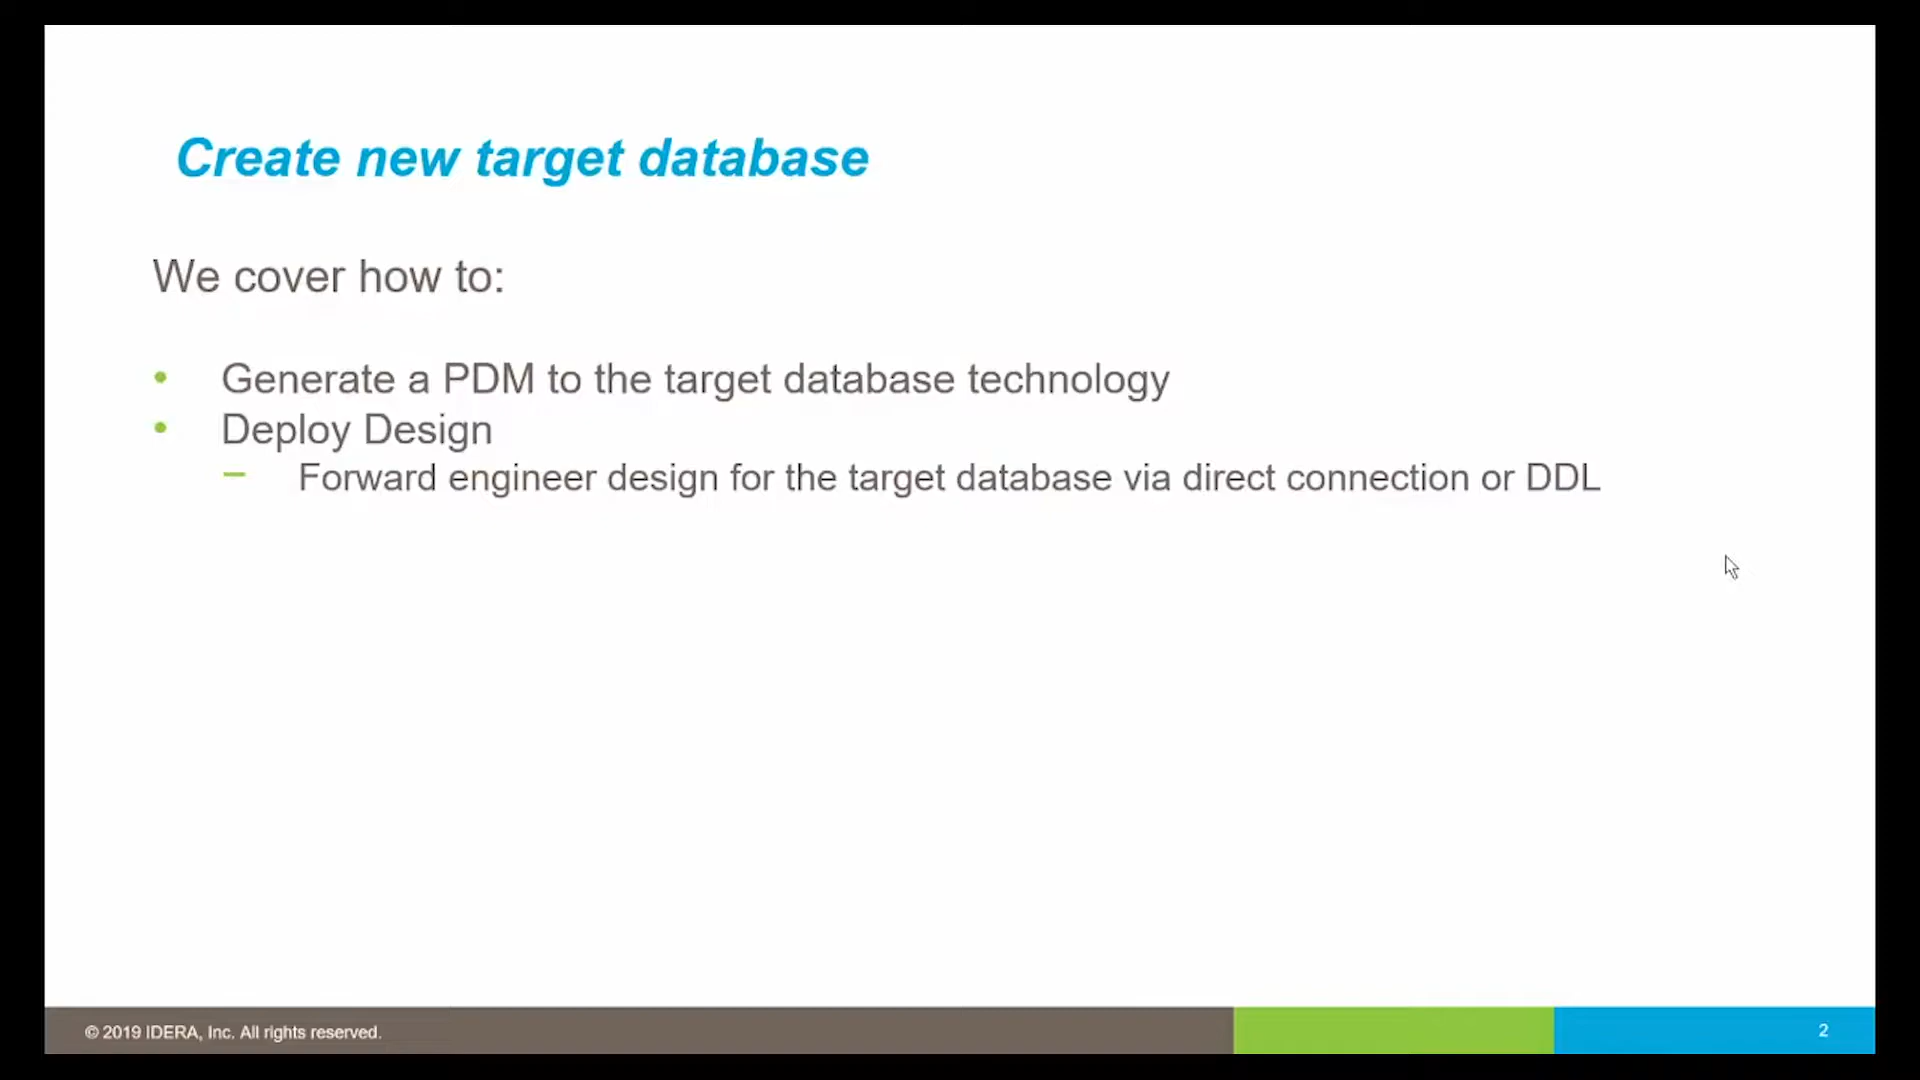 Create new target database
We cover how to:
• Generate a PDM to the target database technology
• Deploy Design
– Forward engineer design for the target database via direct connection or DDL
© 2019 IDERA, Inc. All rights reserved.
2